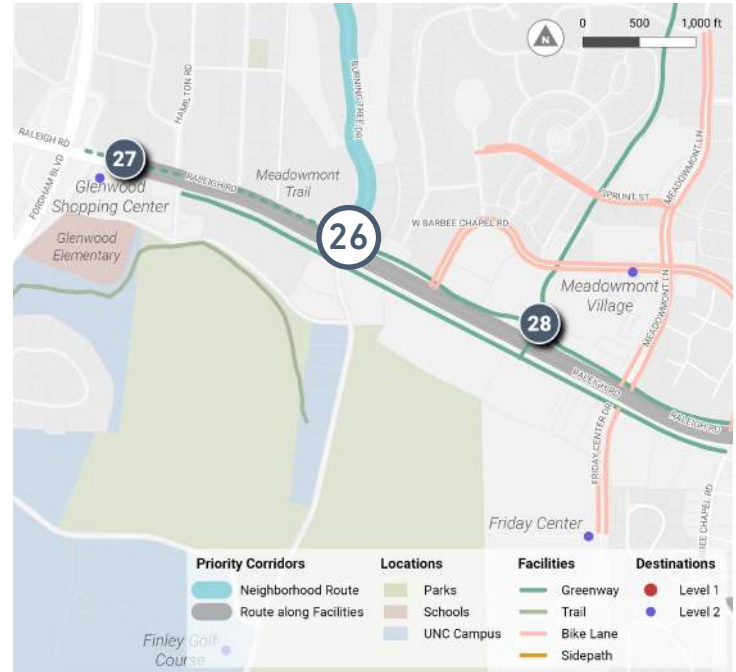 N
0 500 1,000 ft
RALEIGH RD
27
HAMILTON RD
BURNING TREE DR
FORDHAM BLVD
Glenwood
Shopping Center
RALEIGH RD
Meadowmont
Trail
Glenwood
Elementary
26
W BARBEE CHAPEL RD
SPRUNT ST
MEADOWMONT LN
Meadowmont
Village
28
MEADOWMONT LN
RALEIGH RD
RALEIGH RD
FRIDAY CENTER DR
Friday Center
Finley Golf
Course
Priority Corridors
Neighborhood Route
Route along Facilities
Locations
Parks
Schools
UNC Campus
Facilities
Greenway
Trail
Bike Lane
Sidepath
Destinations
Level 1
Level 2